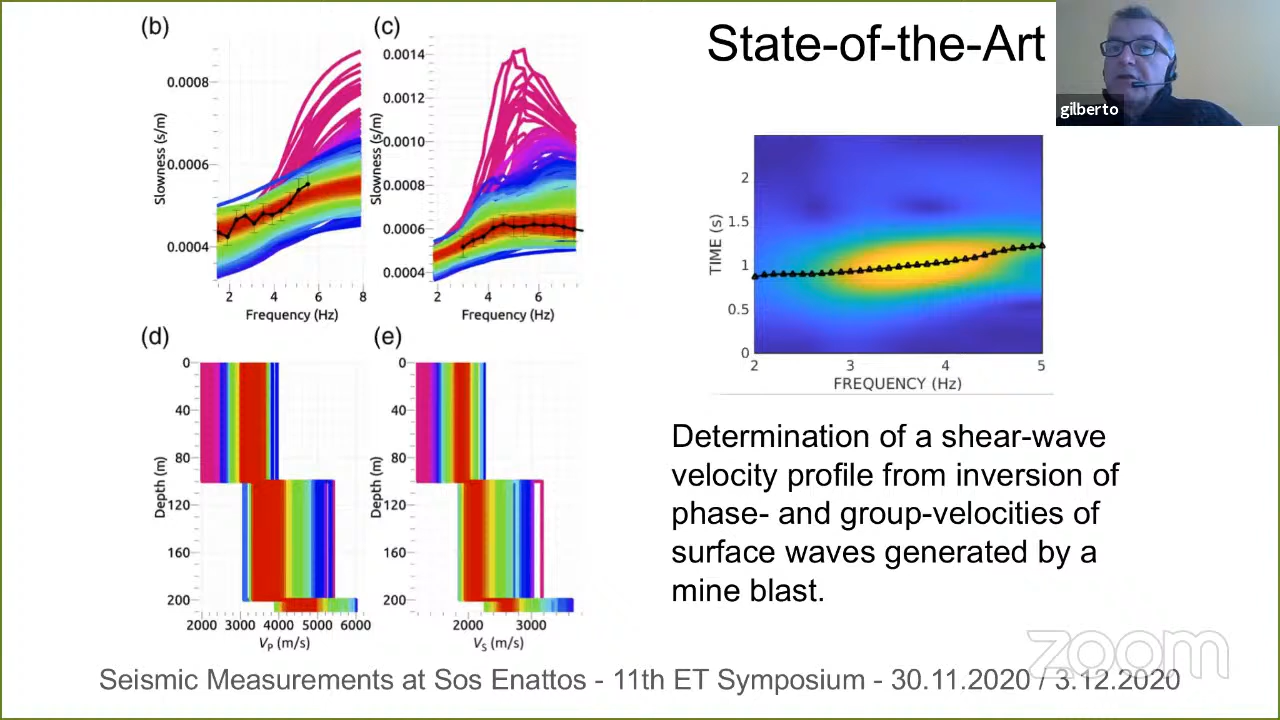 State-of-the-Art
gilberto
(b)
0.0008
0.0006
0.0004
Slowness (s/m)
2 4 6 8
Frequency (Hz)
(c)
0.0014
0.0012
0.0010
0.0008
0.0006
0.0004
Slowness (s/m)
2 4 6
Frequency (Hz)
2
1.5
1
0.5
0
TIME (s)
2 3 4 5
FREQUENCY (Hz)
(d)
0
40
80
120
160
200
Depth (m)
2000 3000 4000 5000 6000
VP (m/s)
(e)
0
40
80
120
160
200
Depth (m)
2000 3000
VS (m/s)
Determination of a shear-wave
velocity profile from inversion of
phase- and group-velocities of
surface waves generated by a
mine blast.
zoom
Seismic Measurements at Sos Enattos - 11th ET Symposium - 30.11.2020 / 3.12.2020